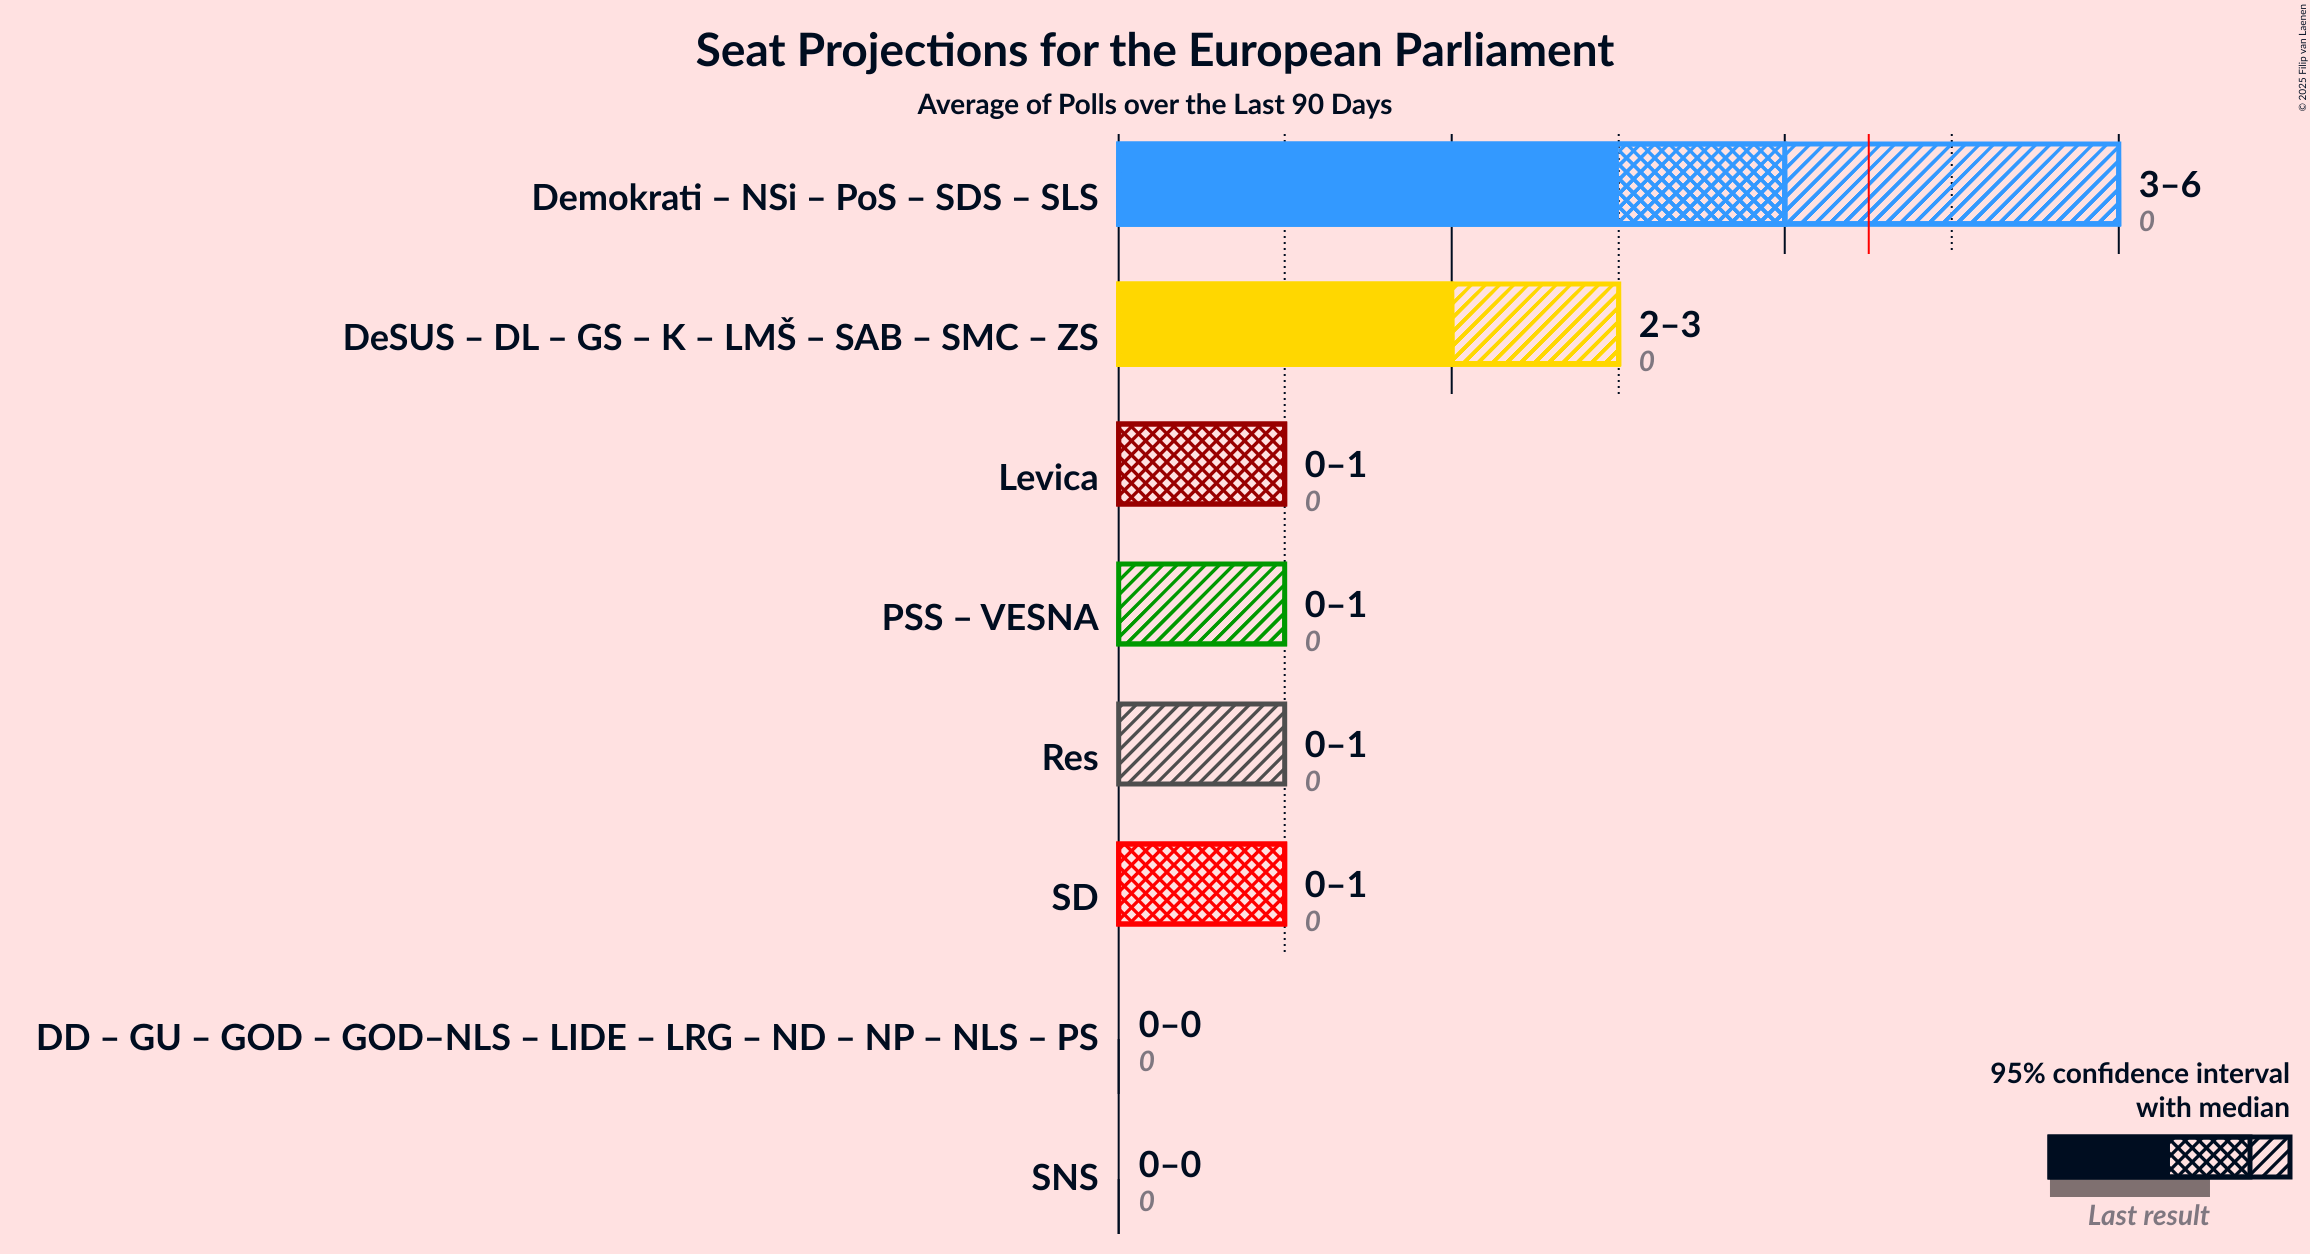 Seat Projections for the European Parliament
Average of Polls over the Last 90 Days
© 2025 Filip van Laenen
Demokrati – NSi – PoS – SDS – SLS
3–6
0
DeSUS – DL – GS – K – LMŠ – SAB – SMC – ZS
2–3
0
Levica
0–1
0
PSS – VESNA
0–1
0
Res
0–1
0
SD
0–1
0
DD – GU – GOD – GOD–NLS – LIDE – LRG – ND – NP – NLS – PS
0–0
0
SNS
0–0
0
95% confidence interval
with median
Last result